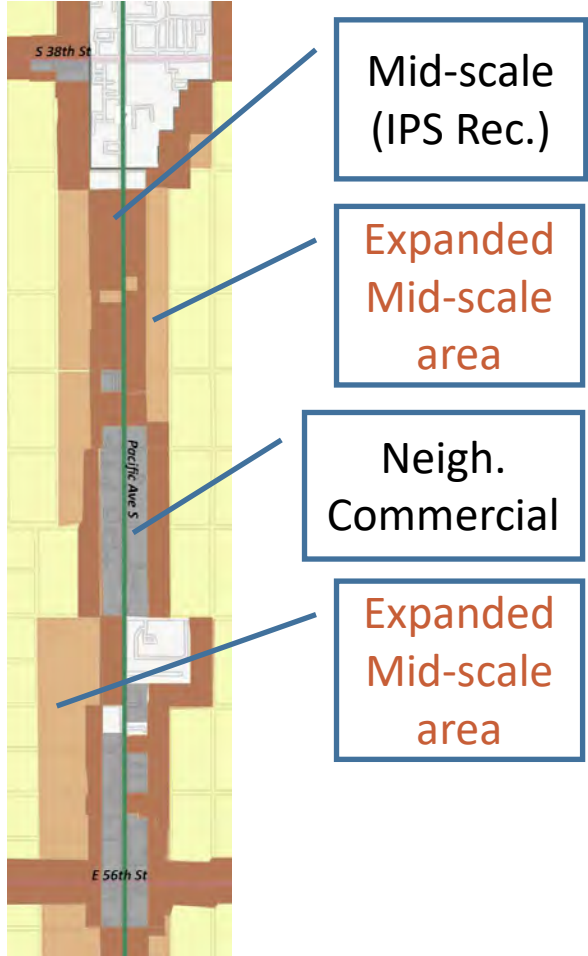 S 38th St
Mid-scale
(IPS Rec.)
Expanded
Mid-scale
area
Pacific Ave S
Neigh.
Commercial
Expanded
Mid-scale
area
E 56th St